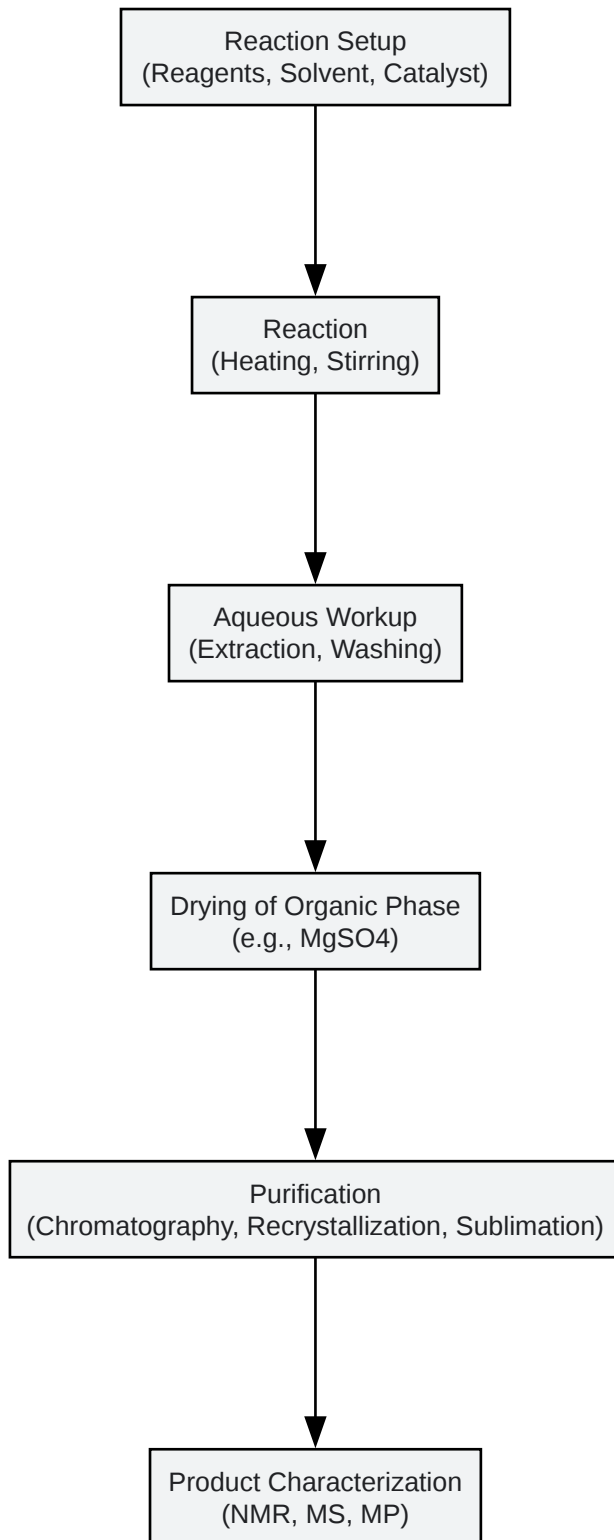 Reaction Setup
(Reagents, Solvent, Catalyst)
Reaction
(Heating, Stirring)
Aqueous Workup
(Extraction, Washing)
Drying of Organic Phase
(e.g., MgSO4)
Purification
(Chromatography, Recrystallization, Sublimation)
Product Characterization
(NMR, MS, MP)